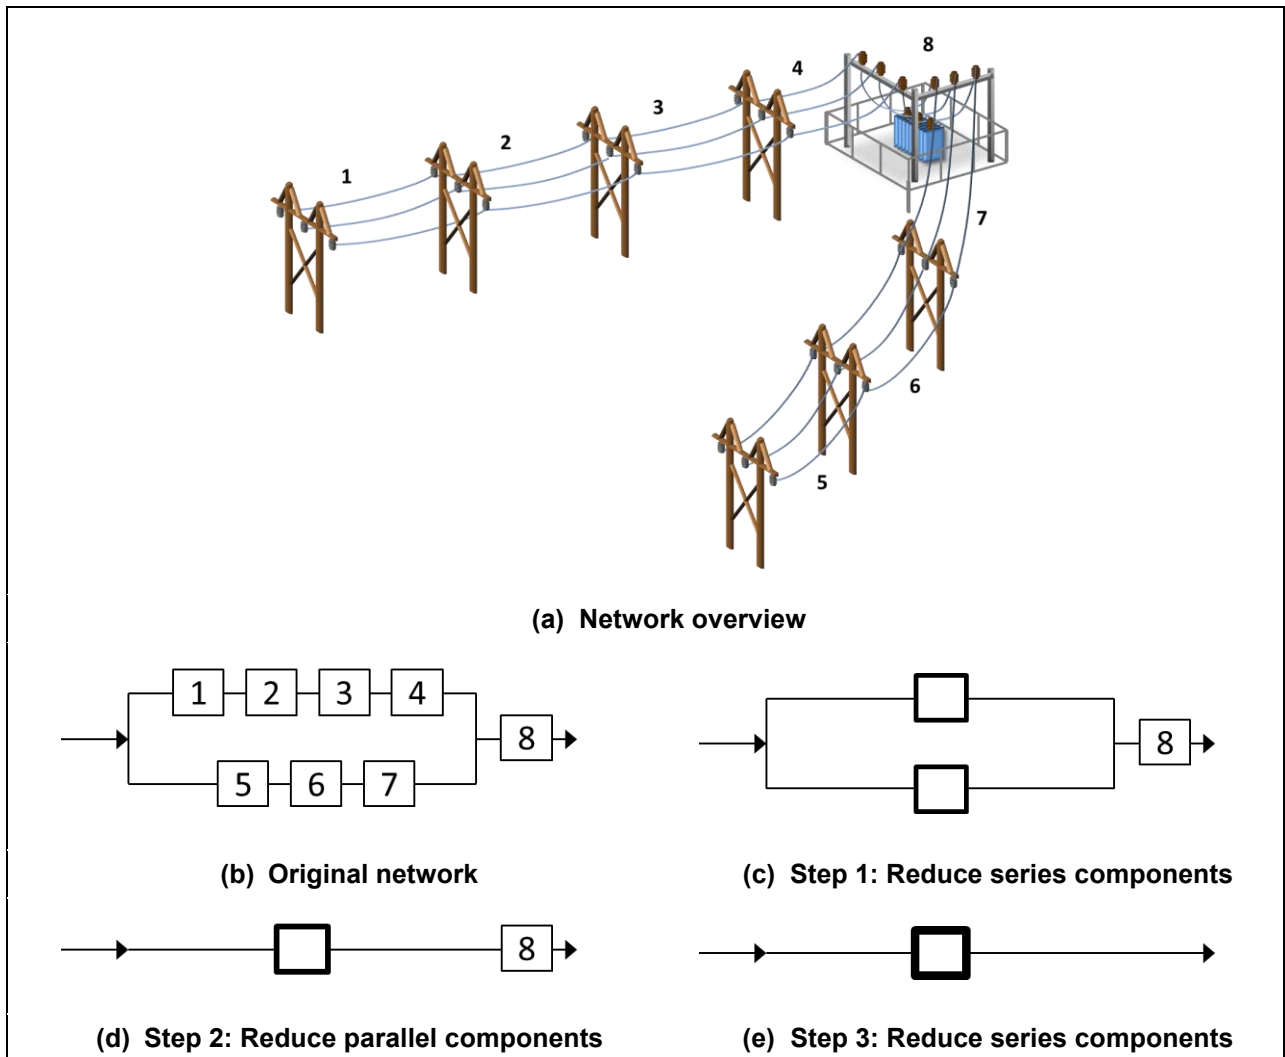 8
4
3
2
1
7
6
5
(a) Network overview
1 2 3 4
8
5 6 7
8
(b) Original network
(c) Step 1: Reduce series components
8
(d) Step 2: Reduce parallel components
(e) Step 3: Reduce series components